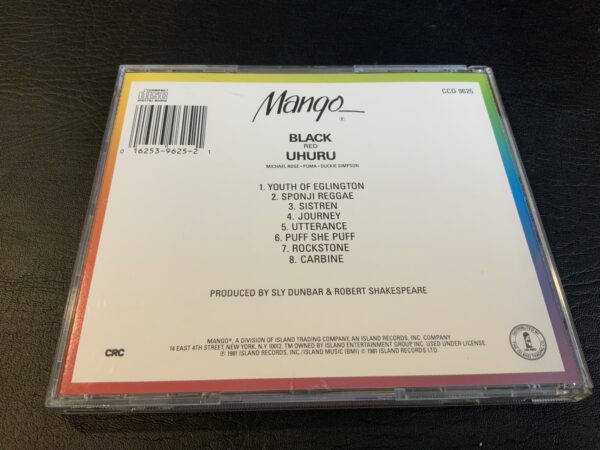 COMPACT
disc
DIGITAL AUDIO
Mango
®
CCD 9625
0 16253-9625-2 1
BLACK
RED
UHURU
MICHAEL ROSE • PUMA • DUCKIE SIMPSON
1. YOUTH OF EGLINGTON
2. SPONJI REGGAE
3. SISTREN
4. JOURNEY
5. UTTERANCE
6. PUFF SHE PUFF
7. ROCKSTONE
8. CARBINE
PRODUCED BY SLY DUNBAR & ROBERT SHAKESPEARE
MANGO®, A DIVISION OF ISLAND TRADING COMPANY, AN ISLAND RECORDS, INC. COMPANY
14 EAST 4TH STREET, NEW YORK, N.Y. 10012. TM OWNED BY ISLAND ENTERTAINMENT GROUP, INC. USED UNDER LICENSE.
℗ 1981 ISLAND RECORDS, INC./ISLAND MUSIC (BMI) © 1981 ISLAND RECORDS LTD.
CRC